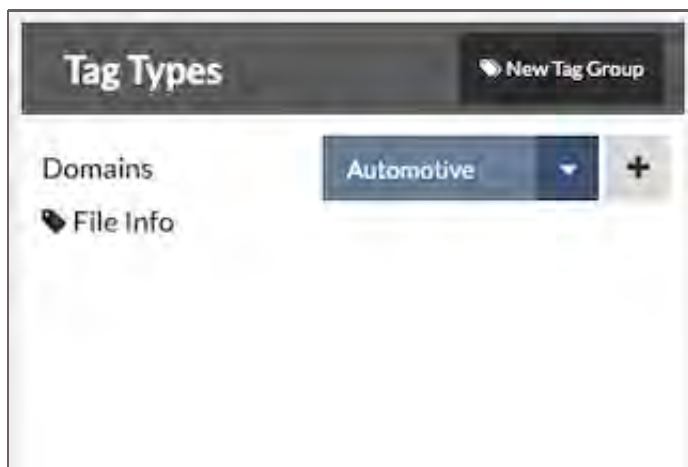 Tag Types
New Tag Group
Domains
Automotive
File Info